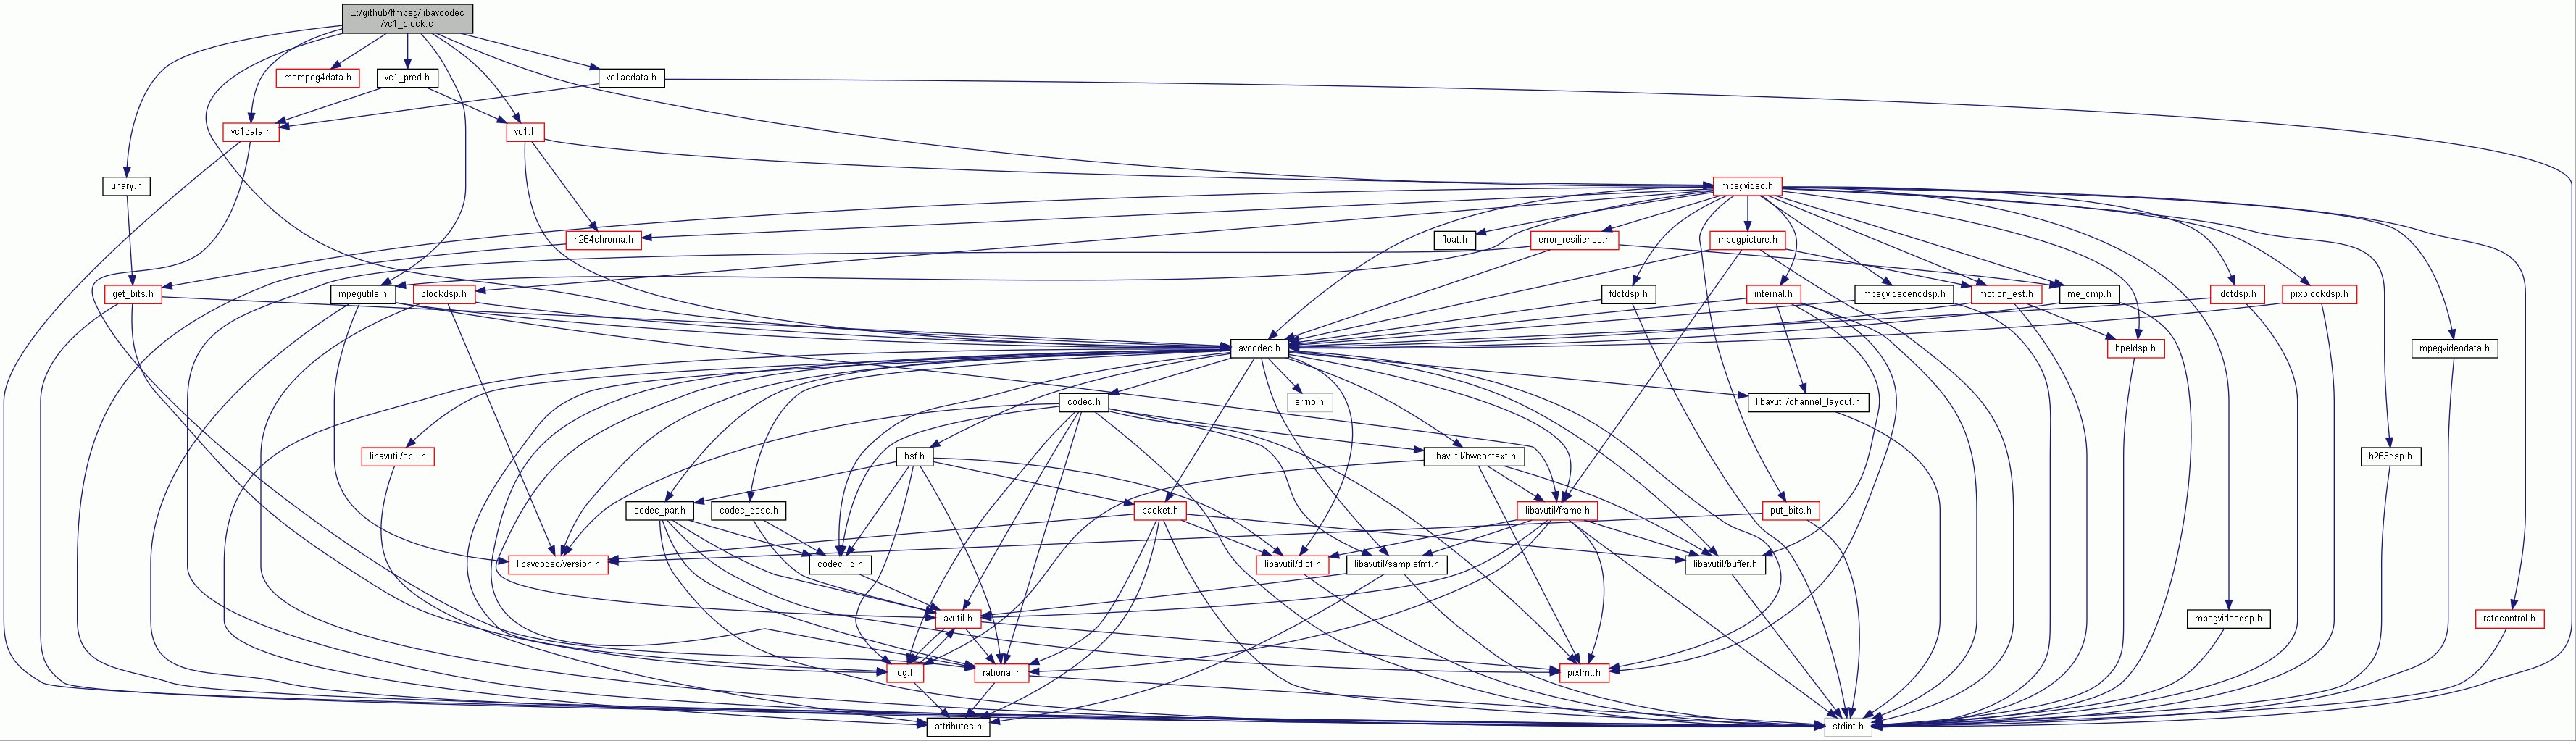 E:/github/ffmpeg/libavcodec
/vc1_block.c
msmpeg4data.h
vc1_pred.h
vc1acdata.h
vc1data.h
vc1.h
unary.h
mpegvideo.h
h264chroma.h
float.h
error_resilience.h
mpegpicture.h
get_bits.h
mpegutils.h
blockdsp.h
fdctdsp.h
internal.h
mpegvideoencdsp.h
motion_est.h
me_cmp.h
idctdsp.h
pixblockdsp.h
avcodec.h
hpeldsp.h
mpegvideodata.h
codec.h
errno.h
libavutil/channel_layout.h
libavutil/cpu.h
bsf.h
libavutil/hwcontext.h
h263dsp.h
codec_par.h
codec_desc.h
packet.h
libavutil/frame.h
put_bits.h
libavcodec/version.h
codec_id.h
libavutil/dict.h
libavutil/samplefmt.h
libavutil/buffer.h
avutil.h
mpegvideodsp.h
ratecontrol.h
log.h
rational.h
pixfmt.h
attributes.h
stdint.h